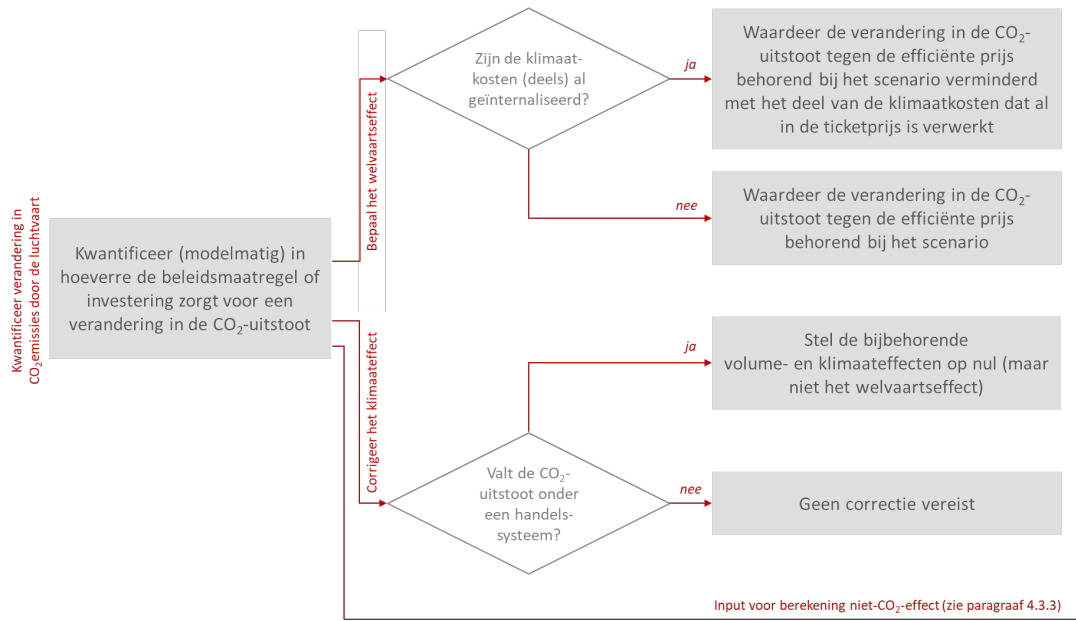 Kwantificeer verandering in
CO₂emissies door de luchtvaart
Kwantificeer (modelmatig) in
hoeverre de beleidsmaatregel of
investering zorgt voor een
verandering in de CO₂-uitstoot
Bepaal het welvaartseffect
Zijn de klimaat-
kosten (deels) al
geïnternaliseerd?
ja
Waardeer de verandering in de CO₂-
uitstoot tegen de efficiënte prijs
behorend bij het scenario verminderd
met het deel van de klimaatkosten dat al
in de ticketprijs is verwerkt
nee
Waardeer de verandering in de CO₂-
uitstoot tegen de efficiënte prijs
behorend bij het scenario
Corrigeer het klimaateffect
Valt de CO₂-
uitstoot onder
een handels-
systeem?
ja
Stel de bijbehorende
volume- en klimaateffecten op nul (maar
niet het welvaartseffect)
nee
Geen correctie vereist
Input voor berekening niet-CO₂-effect (zie paragraaf 4.3.3)